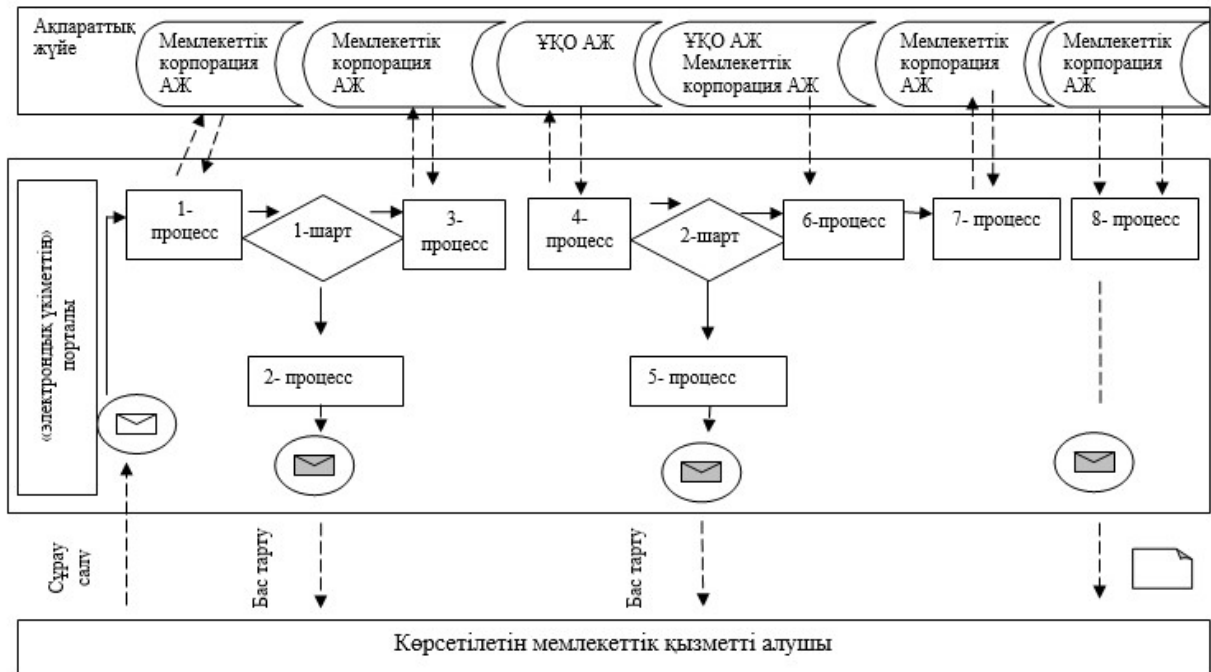 Ақпараттық
жүйе
Мемлекеттік
корпорация
АЖ
Мемлекеттік
корпорация
АЖ
ҰҚО АЖ
ҰҚО АЖ
Мемлекеттік
корпорация АЖ
Мемлекеттік
корпорация
АЖ
Мемлекеттік
корпорация
АЖ
«электрондық үкіметтің»
порталы
1-
процесс
1-шарт
3-
процесс
4-
процесс
2-шарт
6-процесс
7- процесс
8- процесс
2- процесс
5- процесс
Сұрау
салу
Бас тарту
Бас тарту
Көрсетілетін мемлекеттік қызметті алушы